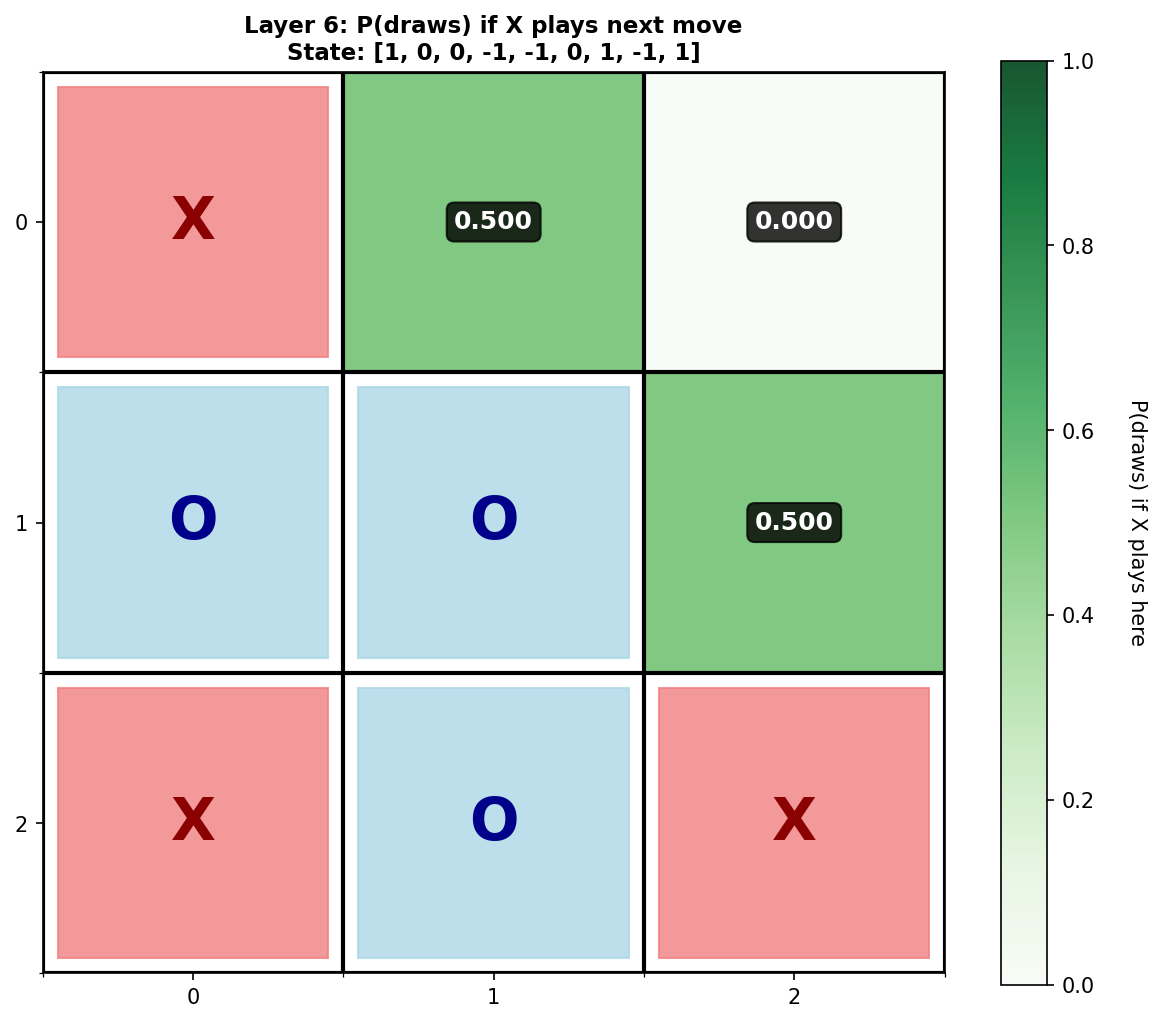 Layer 6: P(draws) if X plays next move
State: [1, 0, 0, -1, -1, 0, 1, -1, 1]
X
0.500
0.000
O
O
0.500
X
O
X
0
1
2
0
1
2
1.0
0.8
0.6
0.4
0.2
0.0
P(draws) if X plays here